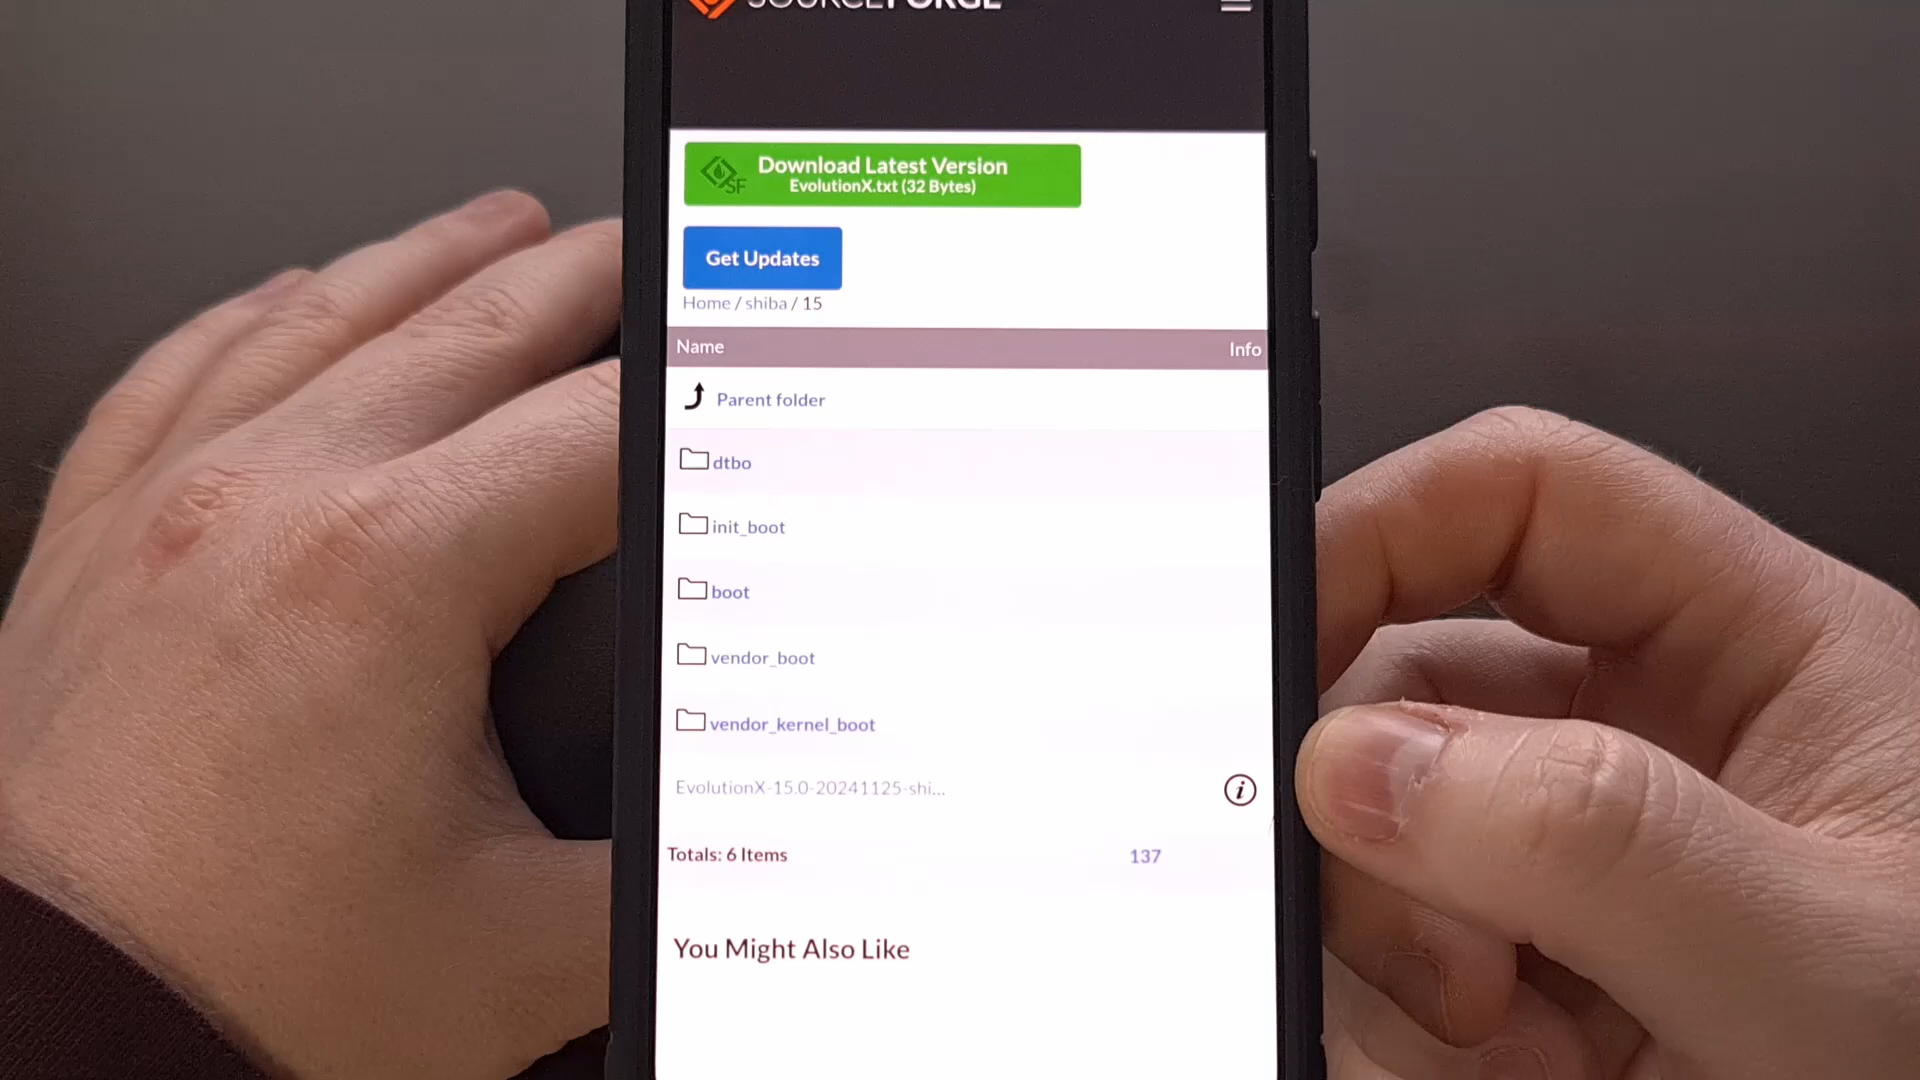 SOURCEFORGE
Download Latest Version
SF
EvolutionX.txt (32 Bytes)
Get Updates
Home / shiba / 15
Name Info
Parent folder
dtbo
init_boot
boot
vendor_boot
vendor_kernel_boot
EvolutionX-15.0-20241125-shi...
Totals: 6 Items 137
You Might Also Like